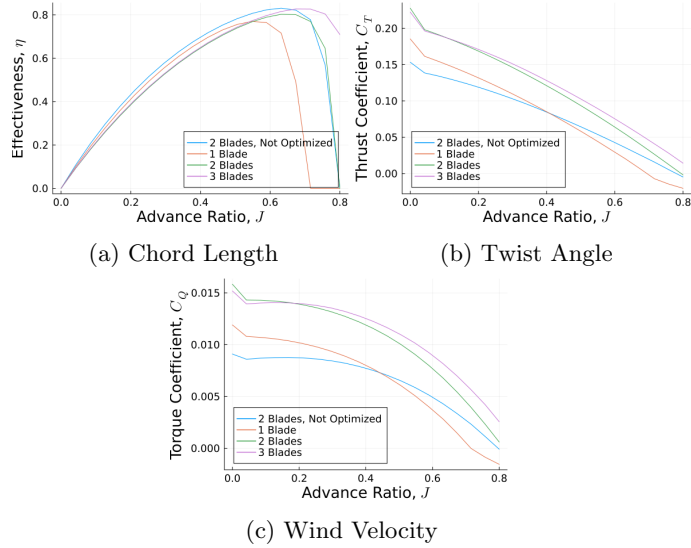 Effectiveness, η
0.8
0.6
0.4
0.2
0.0
2 Blades, Not Optimized
1 Blade
2 Blades
3 Blades
0.0 0.2 0.4 0.6 0.8
Advance Ratio, J
(a) Chord Length
Thrust Coefficient, C_T
0.20
0.15
0.10
0.05
0.00
2 Blades, Not Optimized
1 Blade
2 Blades
3 Blades
0.0 0.2 0.4 0.6 0.8
Advance Ratio, J
(b) Twist Angle
Torque Coefficient, C_Q
0.015
0.010
0.005
0.000
2 Blades, Not Optimized
1 Blade
2 Blades
3 Blades
0.0 0.2 0.4 0.6 0.8
Advance Ratio, J
(c) Wind Velocity